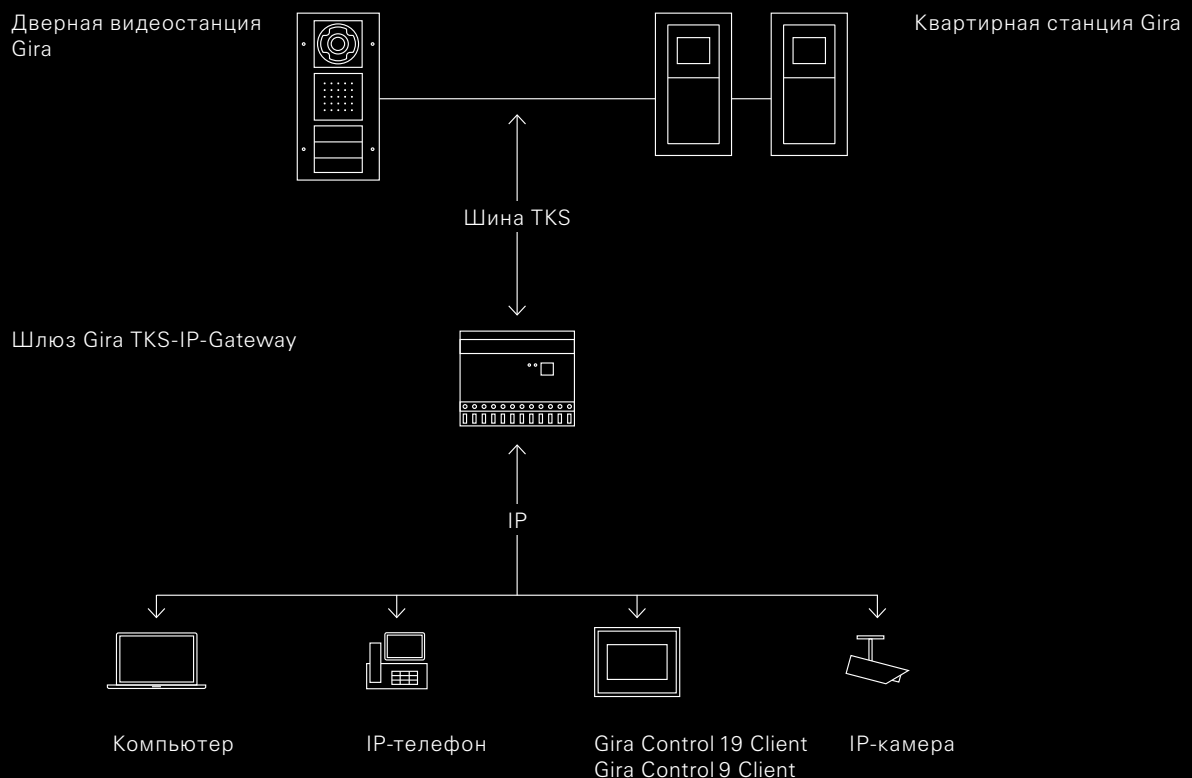 Дверная видеостанция
Gira
Квартирная станция Gira
Шина TKS
Шлюз Gira TKS-IP-Gateway
IP
Компьютер
IP-телефон
Gira Control 19 Client
Gira Control 9 Client
IP-камера